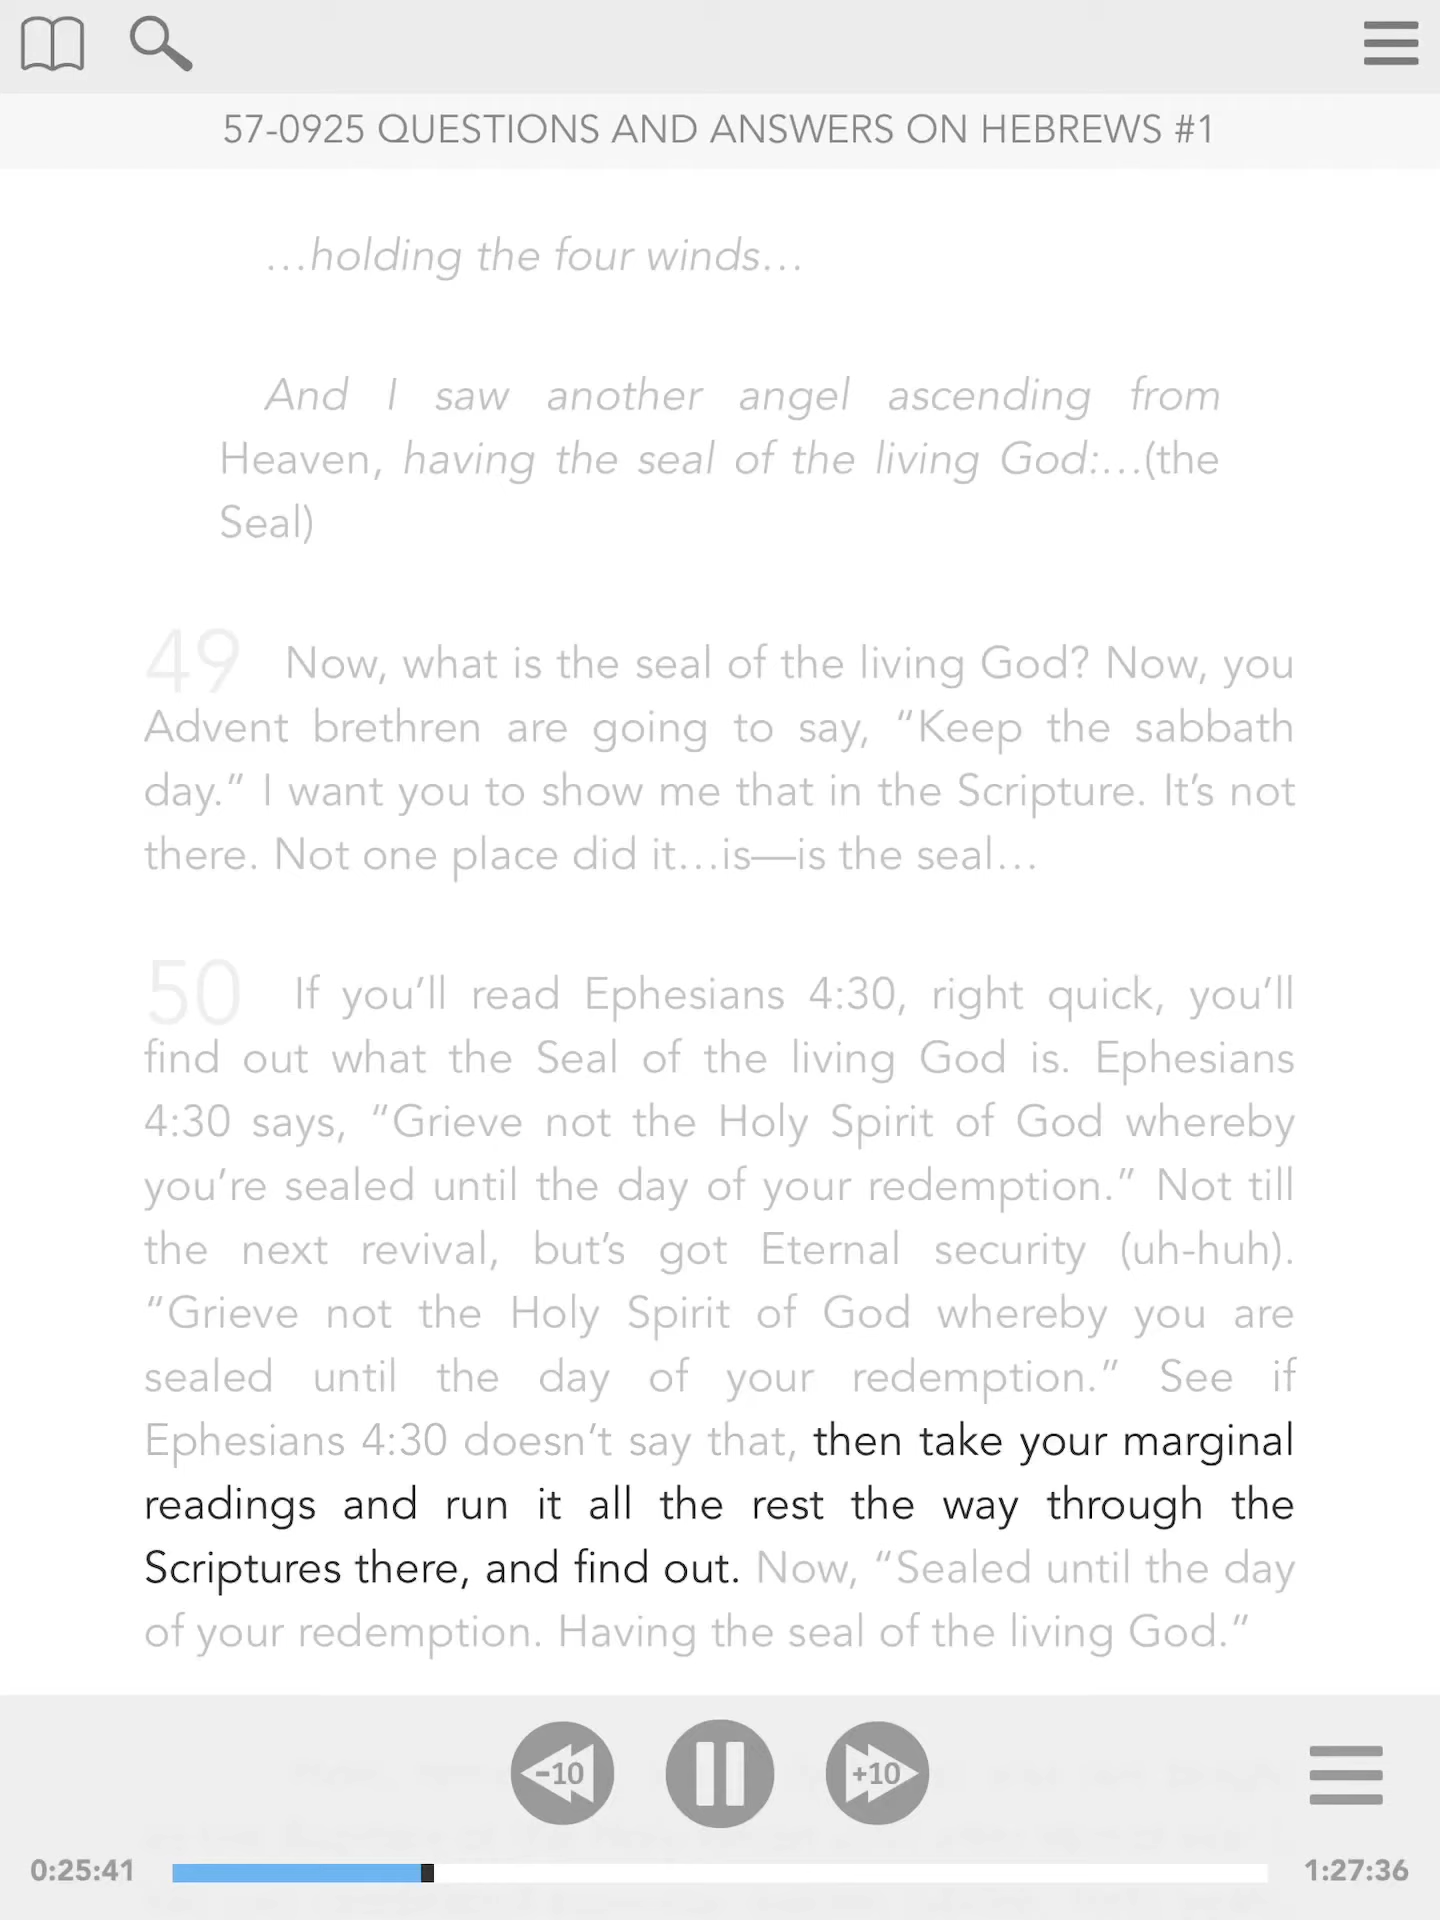 57-0925 QUESTIONS AND ANSWERS ON HEBREWS #1
…holding the four winds…
And I saw another angel ascending from
Heaven, having the seal of the living God:…(the
Seal)
49 Now, what is the seal of the living God? Now, you
Advent brethren are going to say, “Keep the sabbath
day.” I want you to show me that in the Scripture. It’s not
there. Not one place did it…is—is the seal…
50 If you’ll read Ephesians 4:30, right quick, you’ll
find out what the Seal of the living God is. Ephesians
4:30 says, “Grieve not the Holy Spirit of God whereby
you’re sealed until the day of your redemption.” Not till
the next revival, but’s got Eternal security (uh-huh).
“Grieve not the Holy Spirit of God whereby you are
sealed until the day of your redemption.” See if
Ephesians 4:30 doesn’t say that, then take your marginal
readings and run it all the rest the way through the
Scriptures there, and find out. Now, “Sealed until the day
of your redemption. Having the seal of the living God.”
-10 +10
0:25:41 1:27:36